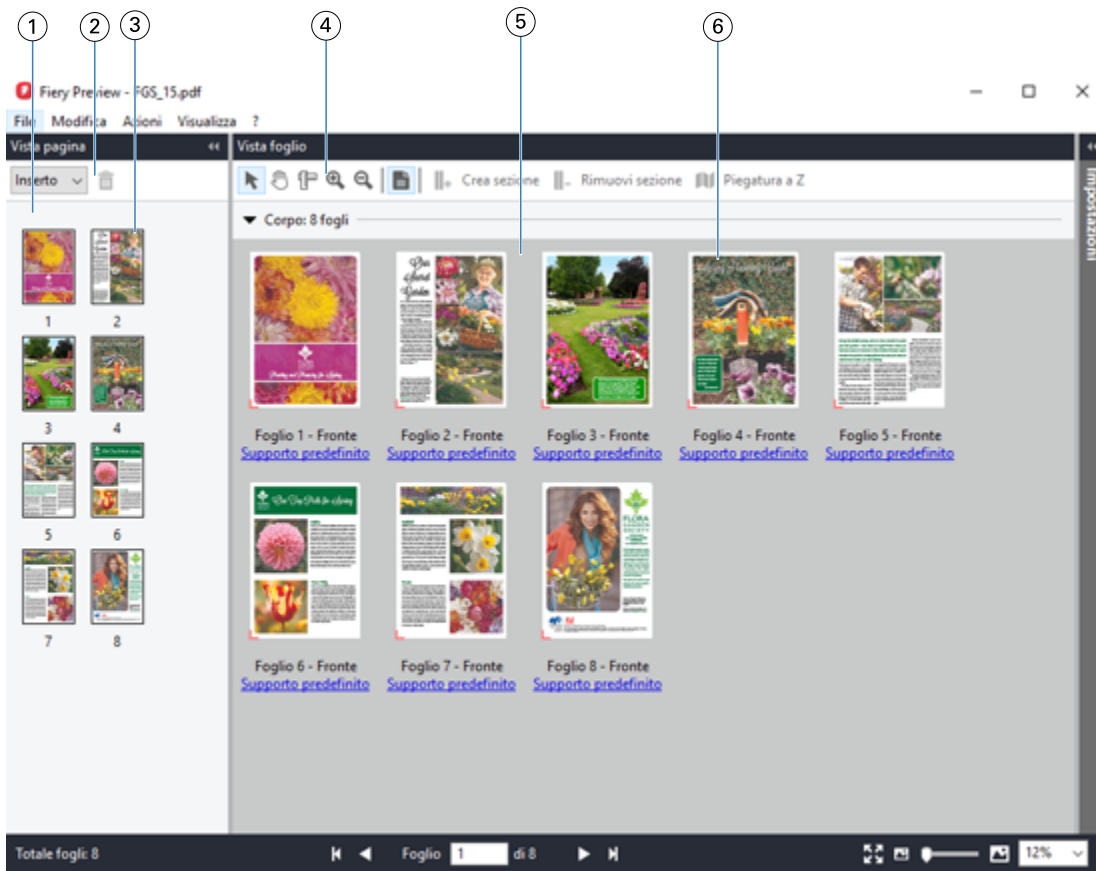 1 2 3 4 5 6
Fiery Preview - FGS_15.pdf
File Modifica Azioni Visualizza ?
Vista pagina
Vista foglio
Inserto
Crea sezione Rimuovi sezione Piegatura a Z
Impostazioni
Corpo: 8 fogli
1 2
3 4
5 6
7 8
Foglio 1 - Fronte Foglio 2 - Fronte Foglio 3 - Fronte Foglio 4 - Fronte Foglio 5 - Fronte
Supporto predefinito Supporto predefinito Supporto predefinito Supporto predefinito Supporto predefinito
FLORA
Foglio 6 - Fronte Foglio 7 - Fronte Foglio 8 - Fronte
Supporto predefinito Supporto predefinito Supporto predefinito
Totale fogli: 8
Foglio 1 di 8
12%